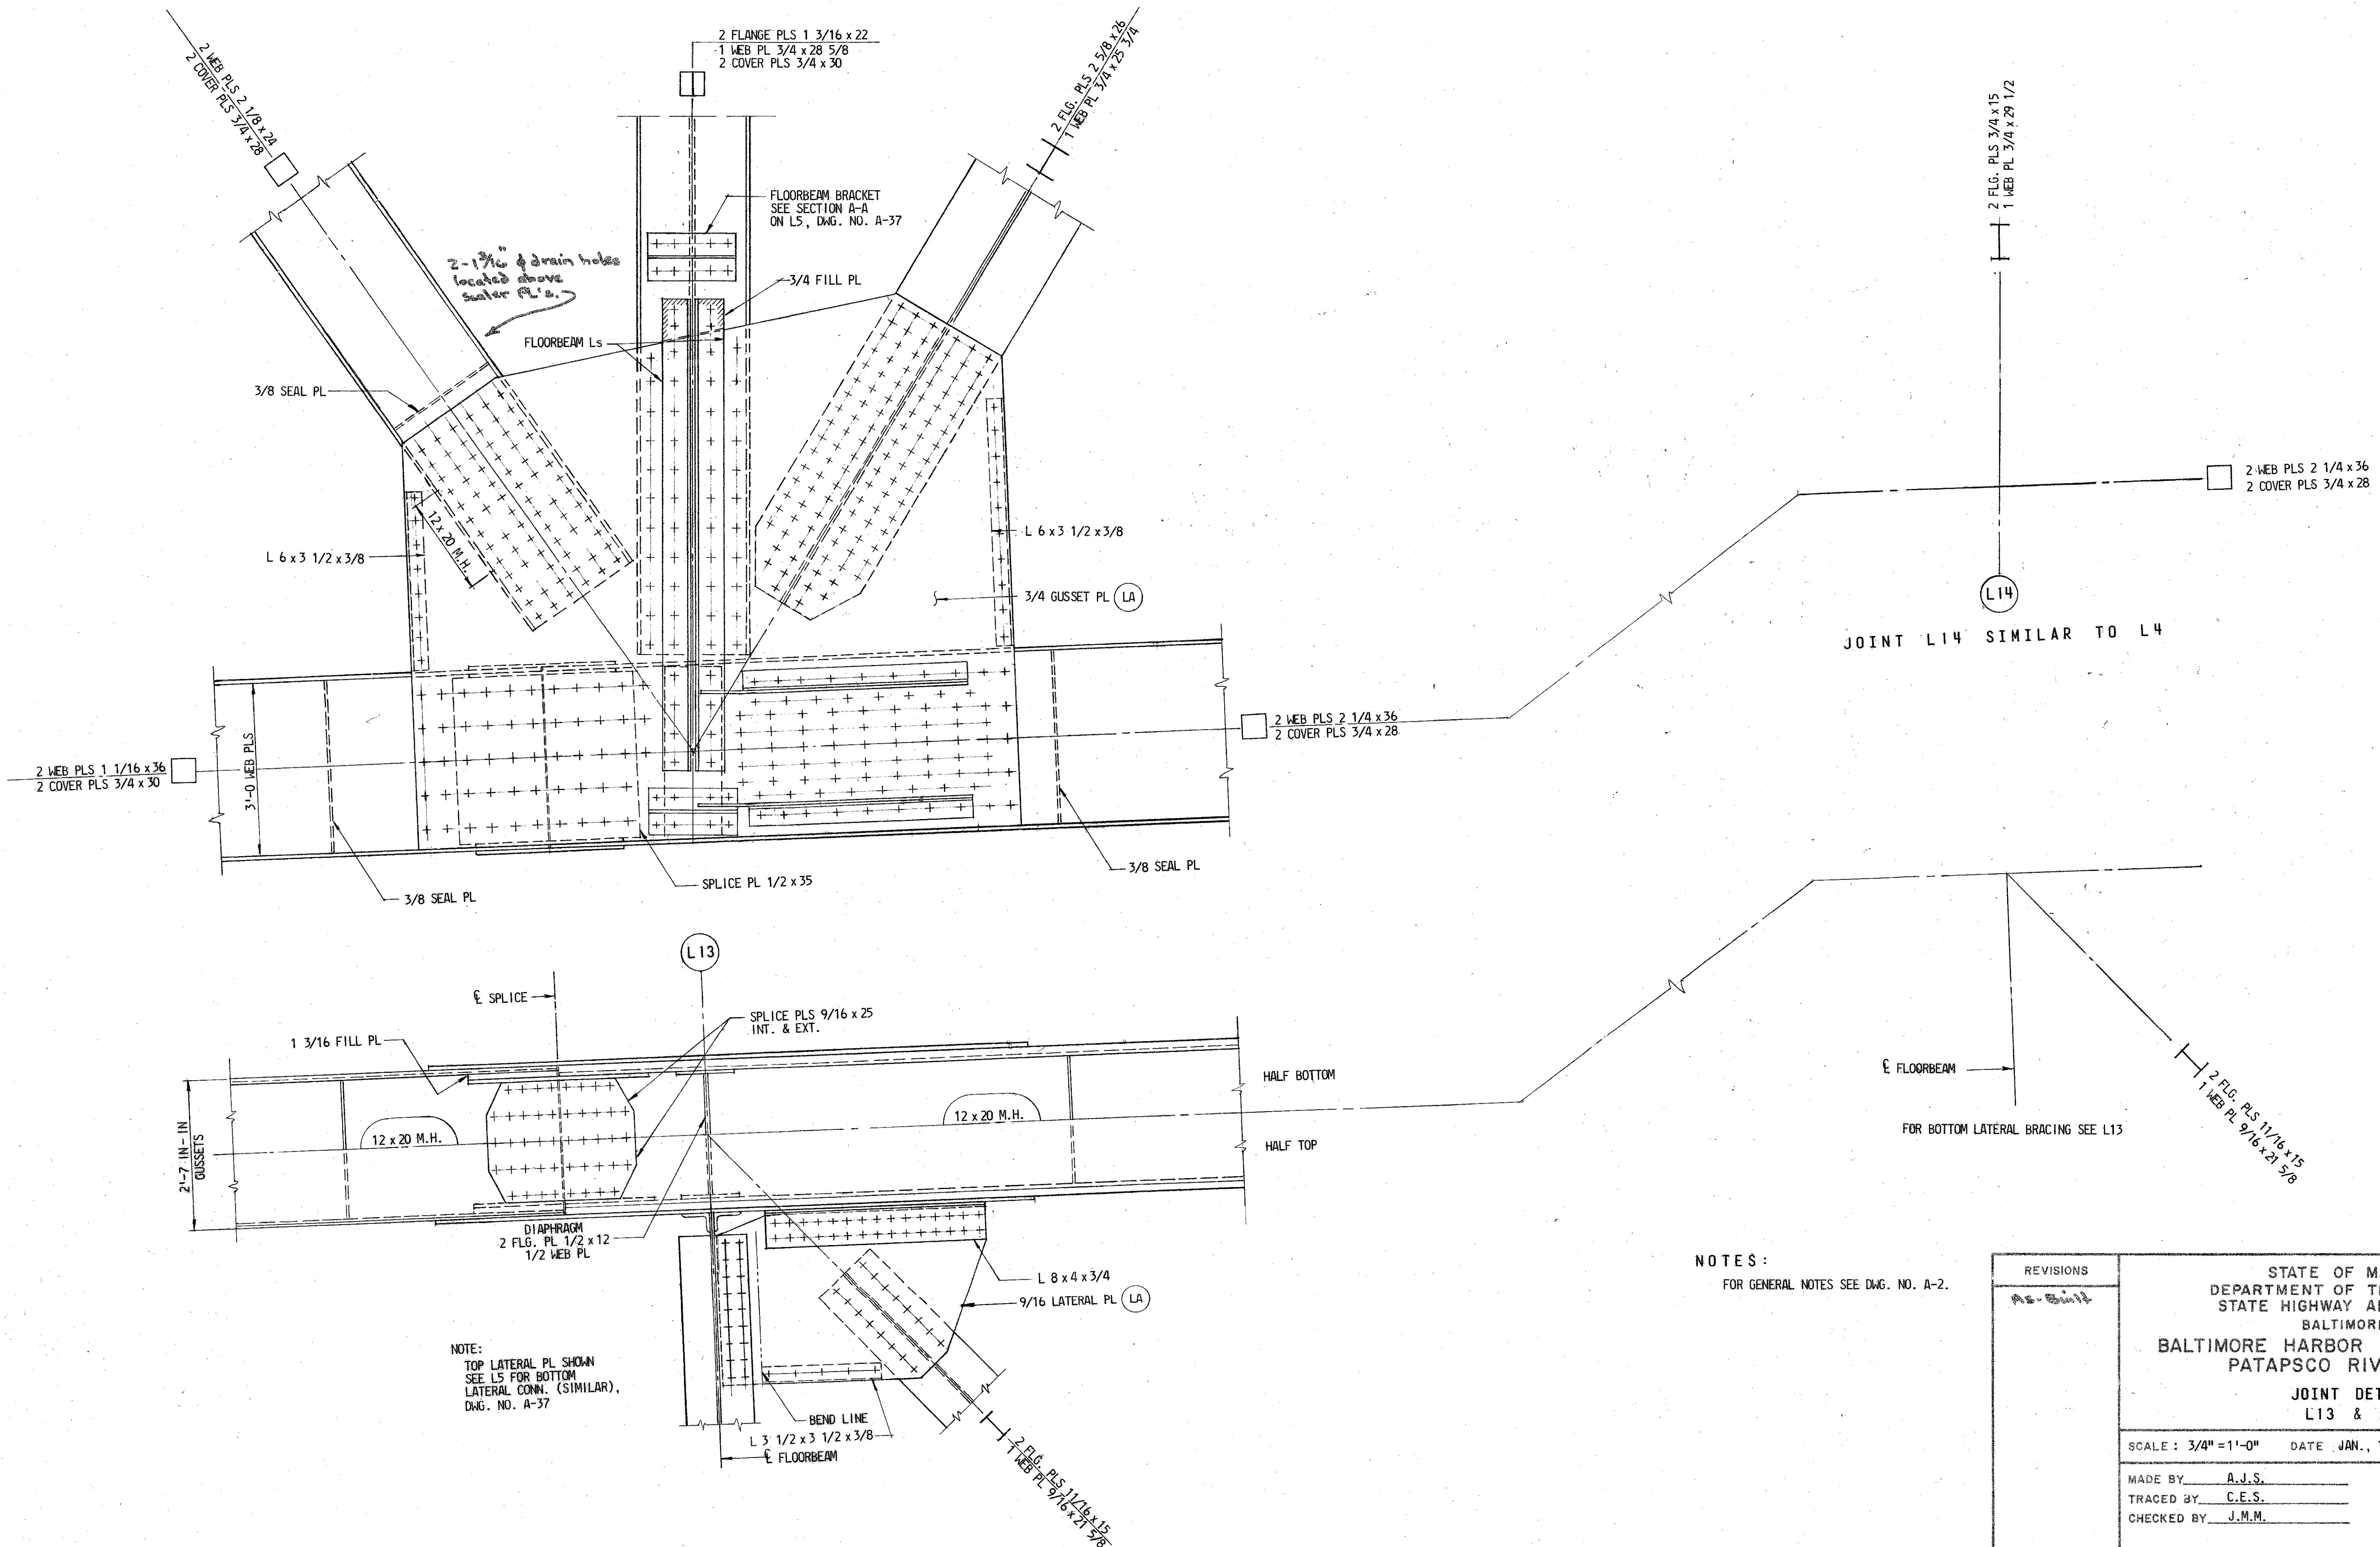 2 WEB PLS 2 1/8 x 24
2 COVER PLS 3/4 x 28
2 FLANGE PLS 1 3/16 x 22
1 WEB PL 3/4 x 28 5/8
2 COVER PLS 3/4 x 30
2 FLG. PLS 2 5/8 x 26
1 WEB PL 3/4 x 25 3/4
2 FLG. PLS 3/4 x 15
1 WEB PL 3/4 x 29 1/2
FLOORBEAM BRACKET
SEE SECTION A-A
ON L5, DWG. NO. A-37
2-1 3/16" ϕ drain holes
located above
sealer PL's.
3/4 FILL PL
FLOORBEAM Ls
3/8 SEAL PL
12 x 20 M.H.
L 6 x 3 1/2 x 3/8
L 6 x 3 1/2 x 3/8
3/4 GUSSET PL LA
2 WEB PLS 2 1/4 x 36
2 COVER PLS 3/4 x 28
L14
JOINT L14 SIMILAR TO L4
2 WEB PLS 2 1/4 x 36
2 COVER PLS 3/4 x 28
2 WEB PLS 1 1/16 x 36
2 COVER PLS 3/4 x 30
3'-0 WEB PLS
3/8 SEAL PL
SPLICE PL 1/2 x 35
3/8 SEAL PL
L13
℄ SPLICE
SPLICE PLS 9/16 x 25
INT. & EXT.
1 3/16 FILL PL
HALF BOTTOM
HALF TOP
12 x 20 M.H.
12 x 20 M.H.
2'-7 IN-IN
GUSSETS
℄ FLOORBEAM
FOR BOTTOM LATERAL BRACING SEE L13
2 FLG. PLS 11/16 x 15
1 WEB PL 9/16 x 21 5/8
DIAPHRAGM
2 FLG. PL 1/2 x 12
1/2 WEB PL
L 8 x 4 x 3/4
9/16 LATERAL PL LA
NOTE:
TOP LATERAL PL SHOWN
SEE L5 FOR BOTTOM
LATERAL CONN. (SIMILAR),
DWG. NO. A-37
BEND LINE
L 3 1/2 x 3 1/2 x 3/8
℄ FLOORBEAM
2 FLG. PLS 11/16 x 15
1 WEB PL 9/16 x 21 5/8
NOTES:
FOR GENERAL NOTES SEE DWG. NO. A-2.
REVISIONS
As-Built
STATE OF M
DEPARTMENT OF T
STATE HIGHWAY A
BALTIMOR
BALTIMORE HARBOR
PATAPSCO RIV
JOINT DET
L13 &
SCALE: 3/4"=1'-0" DATE JAN.,
MADE BY A.J.S.
TRACED BY C.E.S.
CHECKED BY J.M.M.